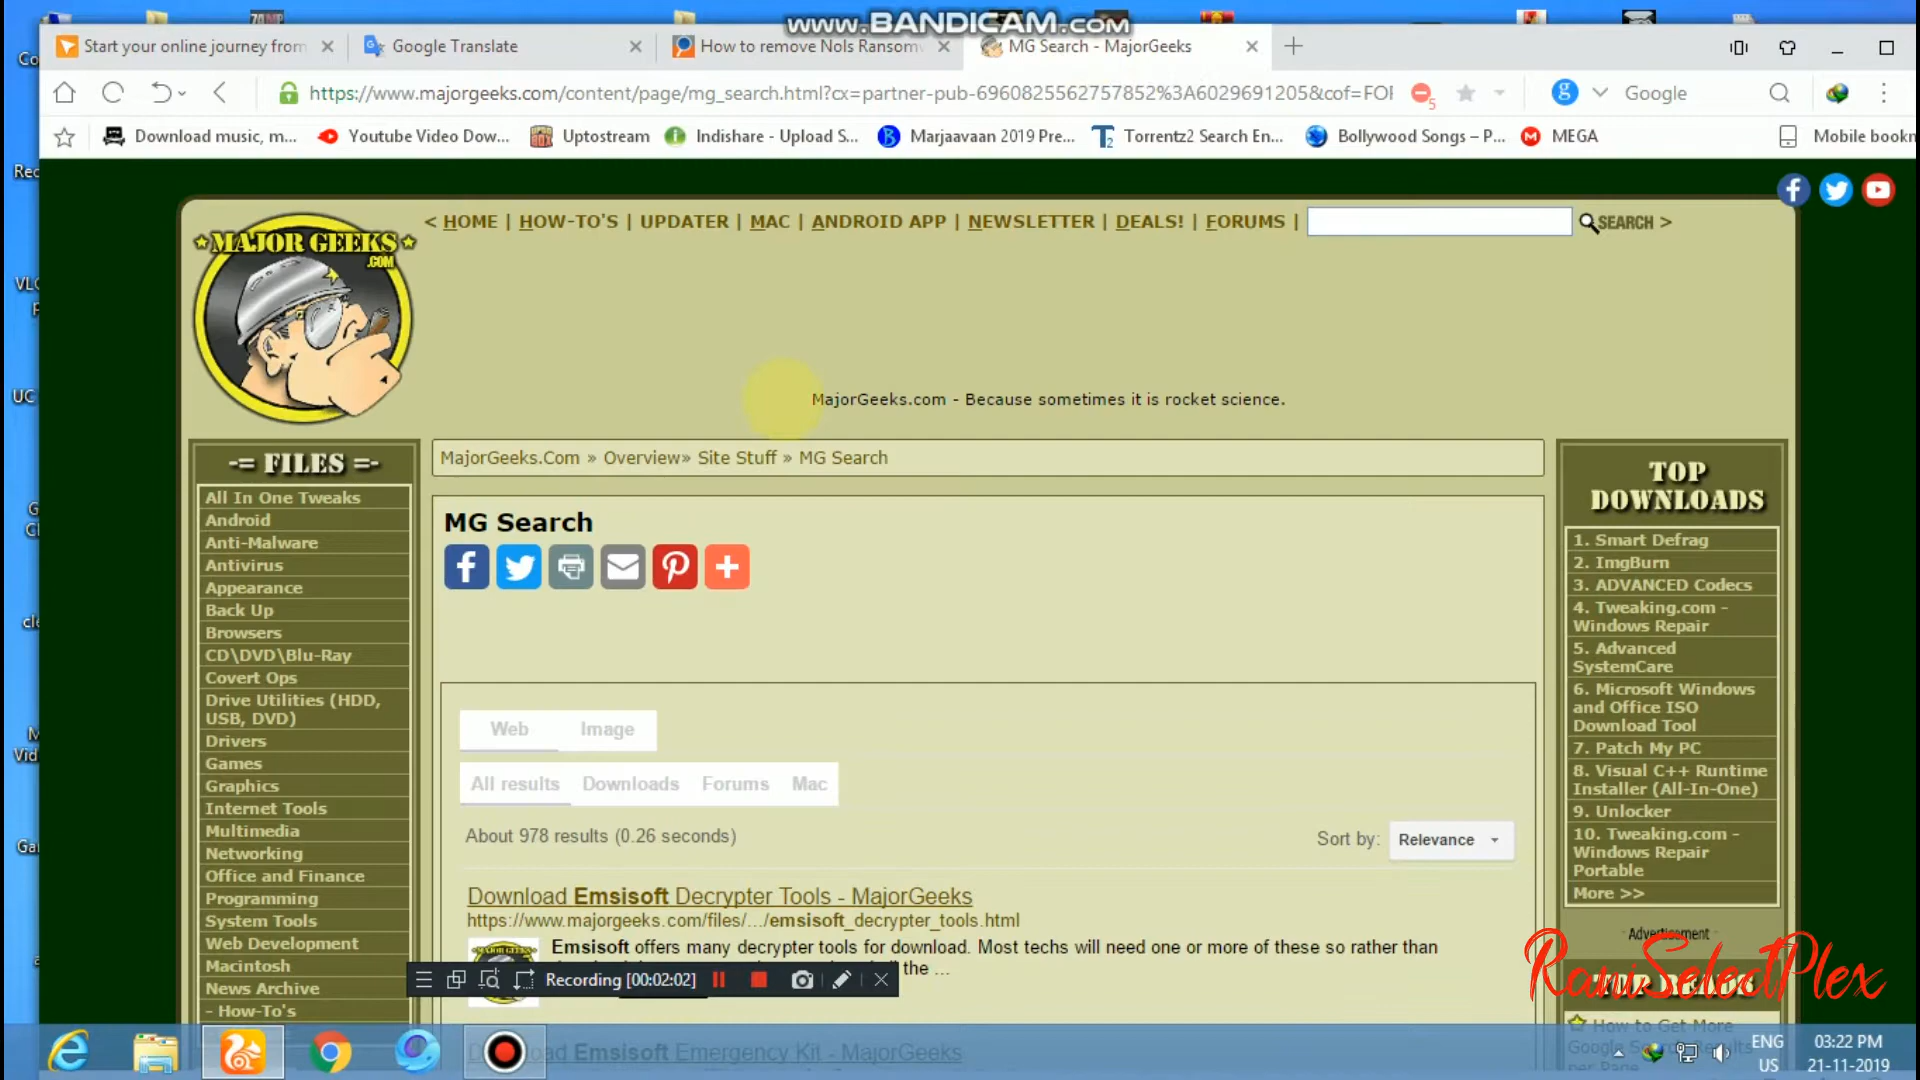 www.BANDICAM.com
Start your online journey from
Google Translate
How to remove Nols Ransomw
MG Search - MajorGeeks
https://www.majorgeeks.com/content/page/mg_search.html?cx=partner-pub-6960825562757852%3A6029691205&cof=FOR
5
Google
Download music, m...
Youtube Video Dow...
Uptostream
Indishare - Upload S...
Marjaavaan 2019 Pre...
Torrentz2 Search En...
Bollywood Songs – P...
MEGA
Mobile bookn
MAJOR GEEKS
.COM
< HOME | HOW-TO'S | UPDATER | MAC | ANDROID APP | NEWSLETTER | DEALS! | FORUMS |
SEARCH >
MajorGeeks.com - Because sometimes it is rocket science.
-= FILES =-
All In One Tweaks
Android
Anti-Malware
Antivirus
Appearance
Back Up
Browsers
CD\DVD\Blu-Ray
Covert Ops
Drive Utilities (HDD,
USB, DVD)
Drivers
Games
Graphics
Internet Tools
Multimedia
Networking
Office and Finance
Programming
System Tools
Web Development
Macintosh
News Archive
- How-To's
MajorGeeks.Com » Overview» Site Stuff » MG Search
MG Search
Web
Image
All results
Downloads
Forums
Mac
About 978 results (0.26 seconds)
Sort by:
Relevance
Download Emsisoft Decrypter Tools - MajorGeeks
https://www.majorgeeks.com/files/.../emsisoft_decrypter_tools.html
Emsisoft offers many decrypter tools for download. Most techs will need one or more of these so rather than
the ...
Recording [00:02:02]
Emsisoft Emergency Kit - MajorGeeks
TOP
DOWNLOADS
1. Smart Defrag
2. ImgBurn
3. ADVANCED Codecs
4. Tweaking.com -
Windows Repair
5. Advanced
SystemCare
6. Microsoft Windows
and Office ISO
Download Tool
7. Patch My PC
8. Visual C++ Runtime
Installer (All-In-One)
9. Unlocker
10. Tweaking.com -
Windows Repair
Portable
More >>
- Advertisement -
RaniSelectPlex
How to Get More
Google Search Results
per Page
ENG
US
03:22 PM
21-11-2019